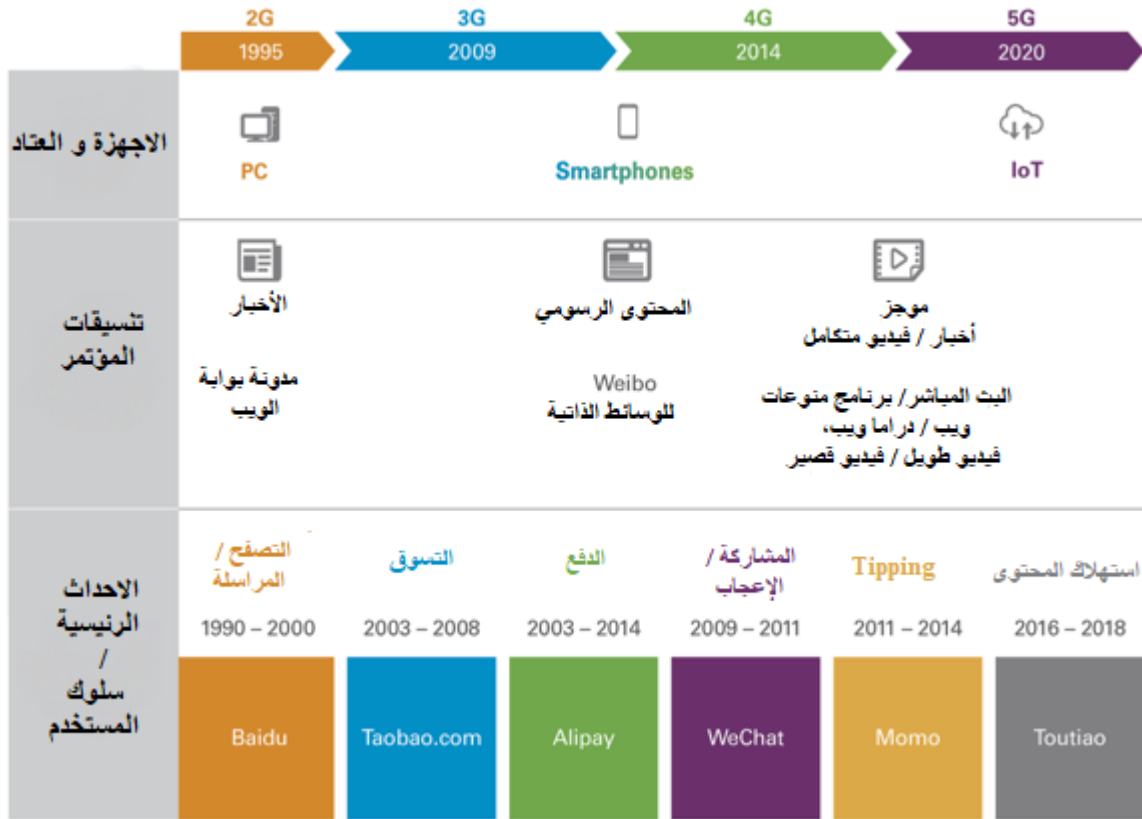 2G
3G
4G
5G
1995
2009
2014
2020
الاجهزة و العتاد
PC
Smartphones
IoT
تنسيقات
المؤتمر
الأخبار
المحتوى الرسومي
موجز
أخبار / فيديو متكامل
مدونة بوابة
الويب
Weibo
للوسائط الذاتية
البث المباشر/ برنامج منوعات
ويب / دراما ويب،
فيديو طويل / فيديو قصير
الاحداث
الرئيسية
/
سلوك
المستخدم
التصفح /
المراسلة
التسوق
الدفع
المشاركة /
الإعجاب
Tipping
استهلاك المحتوى
1990 – 2000
2003 – 2008
2003 – 2014
2009 – 2011
2011 – 2014
2016 – 2018
Baidu
Taobao.com
Alipay
WeChat
Momo
Toutiao